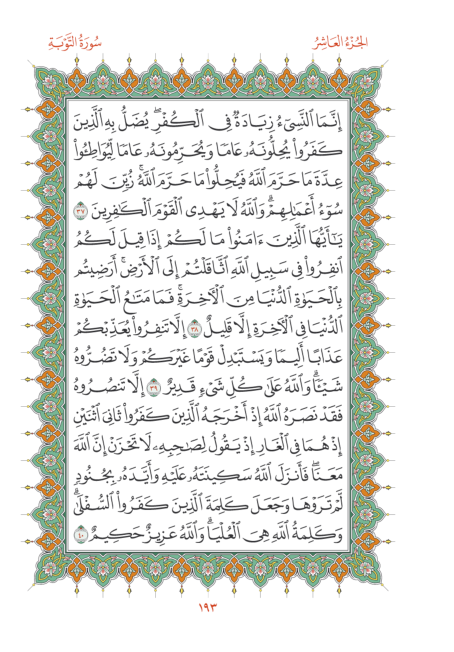 الجُزْءُ العَاشِرُ
سُورَةُ التَّوْبَةِ
إِنَّمَا ٱلنَّسِيٓءُ زِيَادَةٌ فِي ٱلْكُفْرِۖ يُضَلُّ بِهِ ٱلَّذِينَ
كَفَرُواْ يُحِلُّونَهُۥ عَامٗا وَيُحَرِّمُونَهُۥ عَامٗا لِّيُوَاطِـُٔواْ
عِدَّةَ مَا حَرَّمَ ٱللَّهُ فَيُحِلُّواْ مَا حَرَّمَ ٱللَّهُۚ زُيِّنَ لَهُمۡ
سُوٓءُ أَعۡمَٰلِهِمۡۗ وَٱللَّهُ لَا يَهۡدِي ٱلۡقَوۡمَ ٱلۡكَٰفِرِينَ ٣٧
يَٰٓأَيُّهَا ٱلَّذِينَ ءَامَنُواْ مَا لَكُمۡ إِذَا قِيلَ لَكُمُ
ٱنفِرُواْ فِي سَبِيلِ ٱللَّهِ ٱثَّاقَلۡتُمۡ إِلَى ٱلۡأَرۡضِۚ أَرَضِيتُم
بِٱلۡحَيَوٰةِ ٱلدُّنۡيَا مِنَ ٱلۡأٓخِرَةِۚ فَمَا مَتَٰعُ ٱلۡحَيَوٰةِ
ٱلدُّنۡيَا فِي ٱلۡأٓخِرَةِ إِلَّا قَلِيلٌ ٣٨ إِلَّا تَنفِرُواْ يُعَذِّبۡكُمۡ
عَذَابًا أَلِيمٗا وَيَسۡتَبۡدِلۡ قَوۡمًا غَيۡرَكُمۡ وَلَا تَضُرُّوهُ
شَيۡـٔٗاۗ وَٱللَّهُ عَلَىٰ كُلِّ شَيۡءٖ قَدِيرٌ ٣٩ إِلَّا تَنصُرُوهُ
فَقَدۡ نَصَرَهُ ٱللَّهُ إِذۡ أَخۡرَجَهُ ٱلَّذِينَ كَفَرُواْ ثَانِيَ ٱثۡنَيۡنِ
إِذۡ هُمَا فِي ٱلۡغَارِ إِذۡ يَقُولُ لِصَٰحِبِهِۦ لَا تَحۡزَنۡ إِنَّ ٱللَّهَ
مَعَنَاۖ فَأَنزَلَ ٱللَّهُ سَكِينَتَهُۥ عَلَيۡهِ وَأَيَّدَهُۥ بِجُنُودٖ
لَّمۡ تَرَوۡهَا وَجَعَلَ كَلِمَةَ ٱلَّذِينَ كَفَرُواْ ٱلسُّفۡلَىٰۗ
وَكَلِمَةُ ٱللَّهِ هِيَ ٱلۡعُلۡيَاۗ وَٱللَّهُ عَزِيزٌ حَكِيمٌ ٤٠
١٩٣